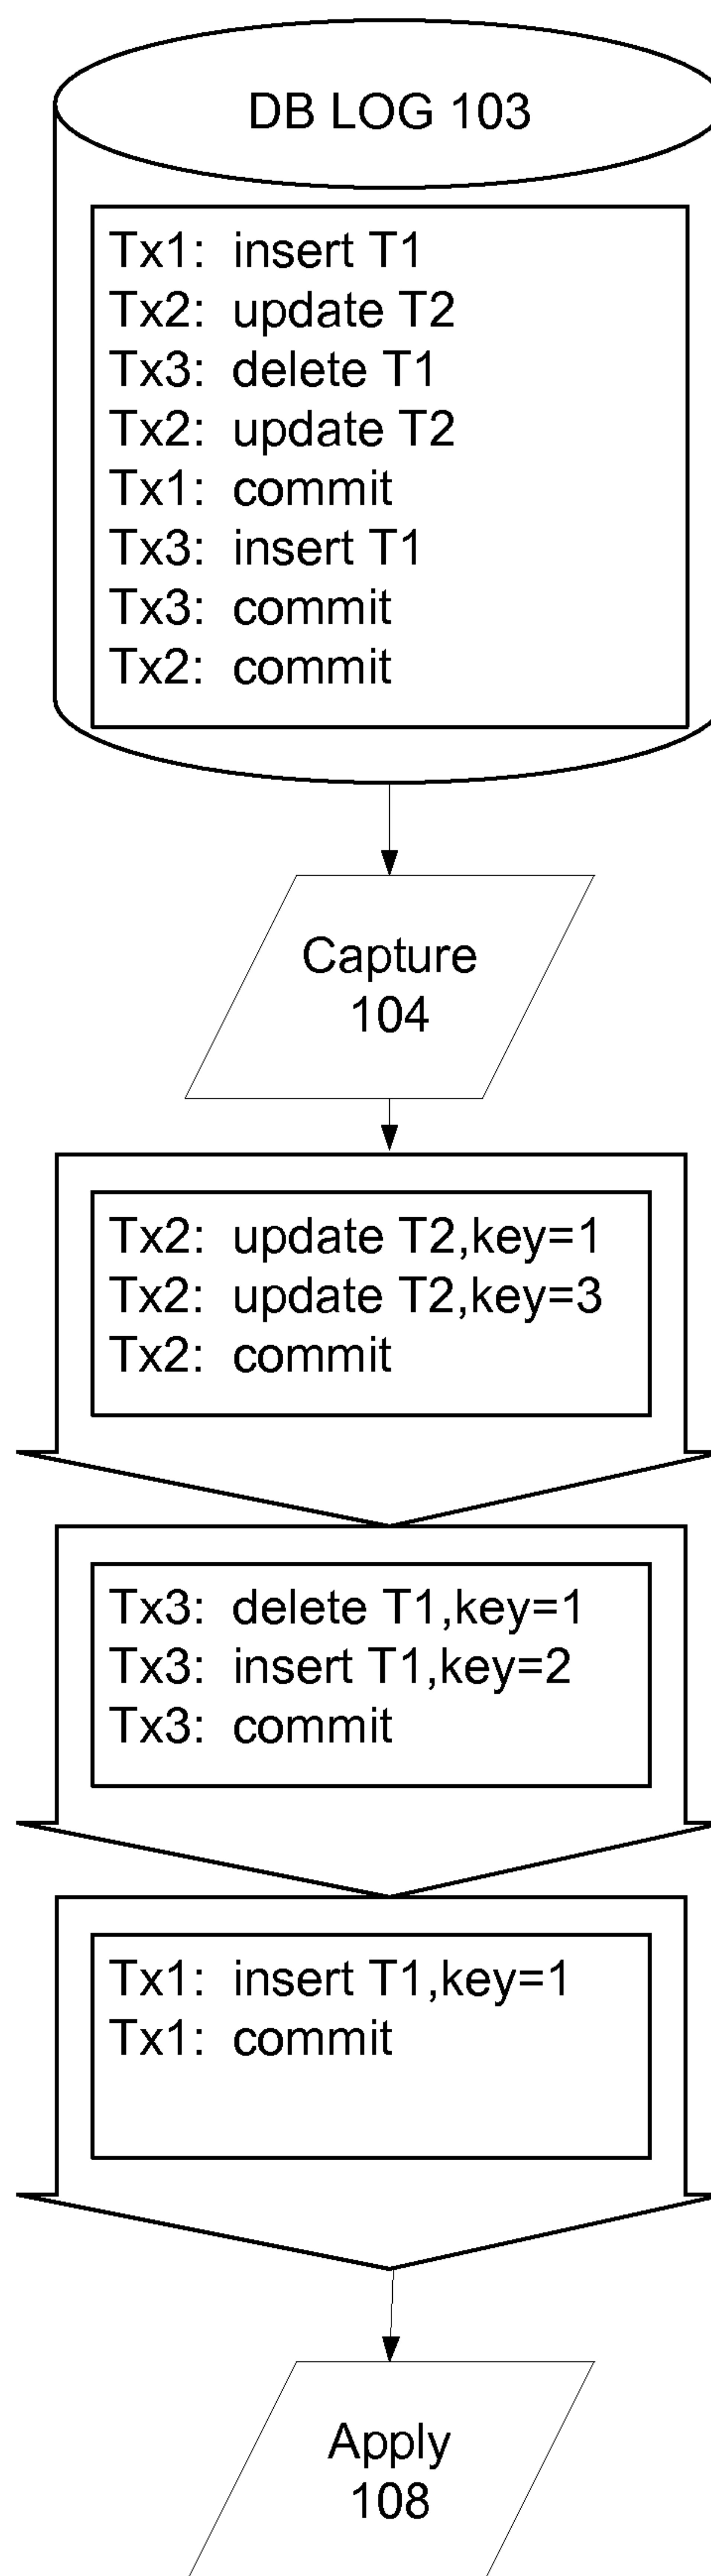 DB LOG 103
Tx1: insert T1
Tx2: update T2
Tx3: delete T1
Tx2: update T2
Tx1: commit
Tx3: insert T1
Tx3: commit
Tx2: commit
Capture
104
Tx2: update T2,key=1
Tx2: update T2,key=3
Tx2: commit
Tx3: delete T1,key=1
Tx3: insert T1,key=2
Tx3: commit
Tx1: insert T1,key=1
Tx1: commit
Apply
108